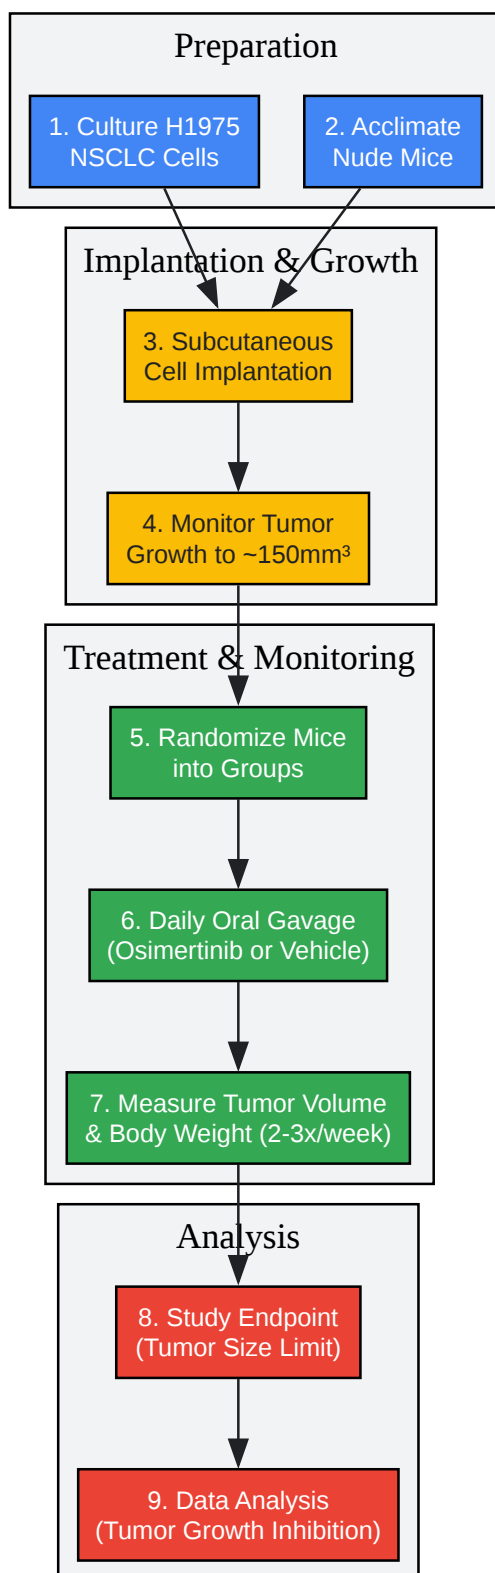 Preparation
1. Culture H1975
NSCLC Cells
2. Acclimate
Nude Mice
Implantation & Growth
3. Subcutaneous
Cell Implantation
4. Monitor Tumor
Growth to ~150mm³
Treatment & Monitoring
5. Randomize Mice
into Groups
6. Daily Oral Gavage
(Osimertinib or Vehicle)
7. Measure Tumor Volume
& Body Weight (2-3x/week)
Analysis
8. Study Endpoint
(Tumor Size Limit)
9. Data Analysis
(Tumor Growth Inhibition)